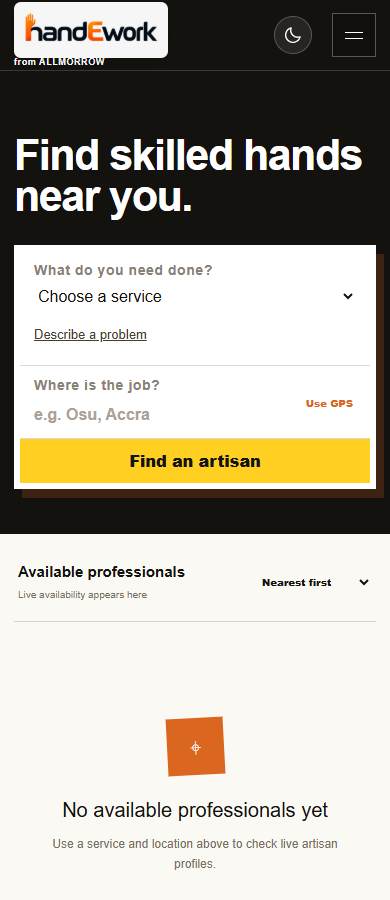 handEwork
from ALLMORROW
Find skilled hands
near you.
What do you need done?
Choose a service
Describe a problem
Where is the job?
e.g. Osu, Accra
Use GPS
Find an artisan
Available professionals
Live availability appears here
Nearest first
No available professionals yet
Use a service and location above to check live artisan
profiles.